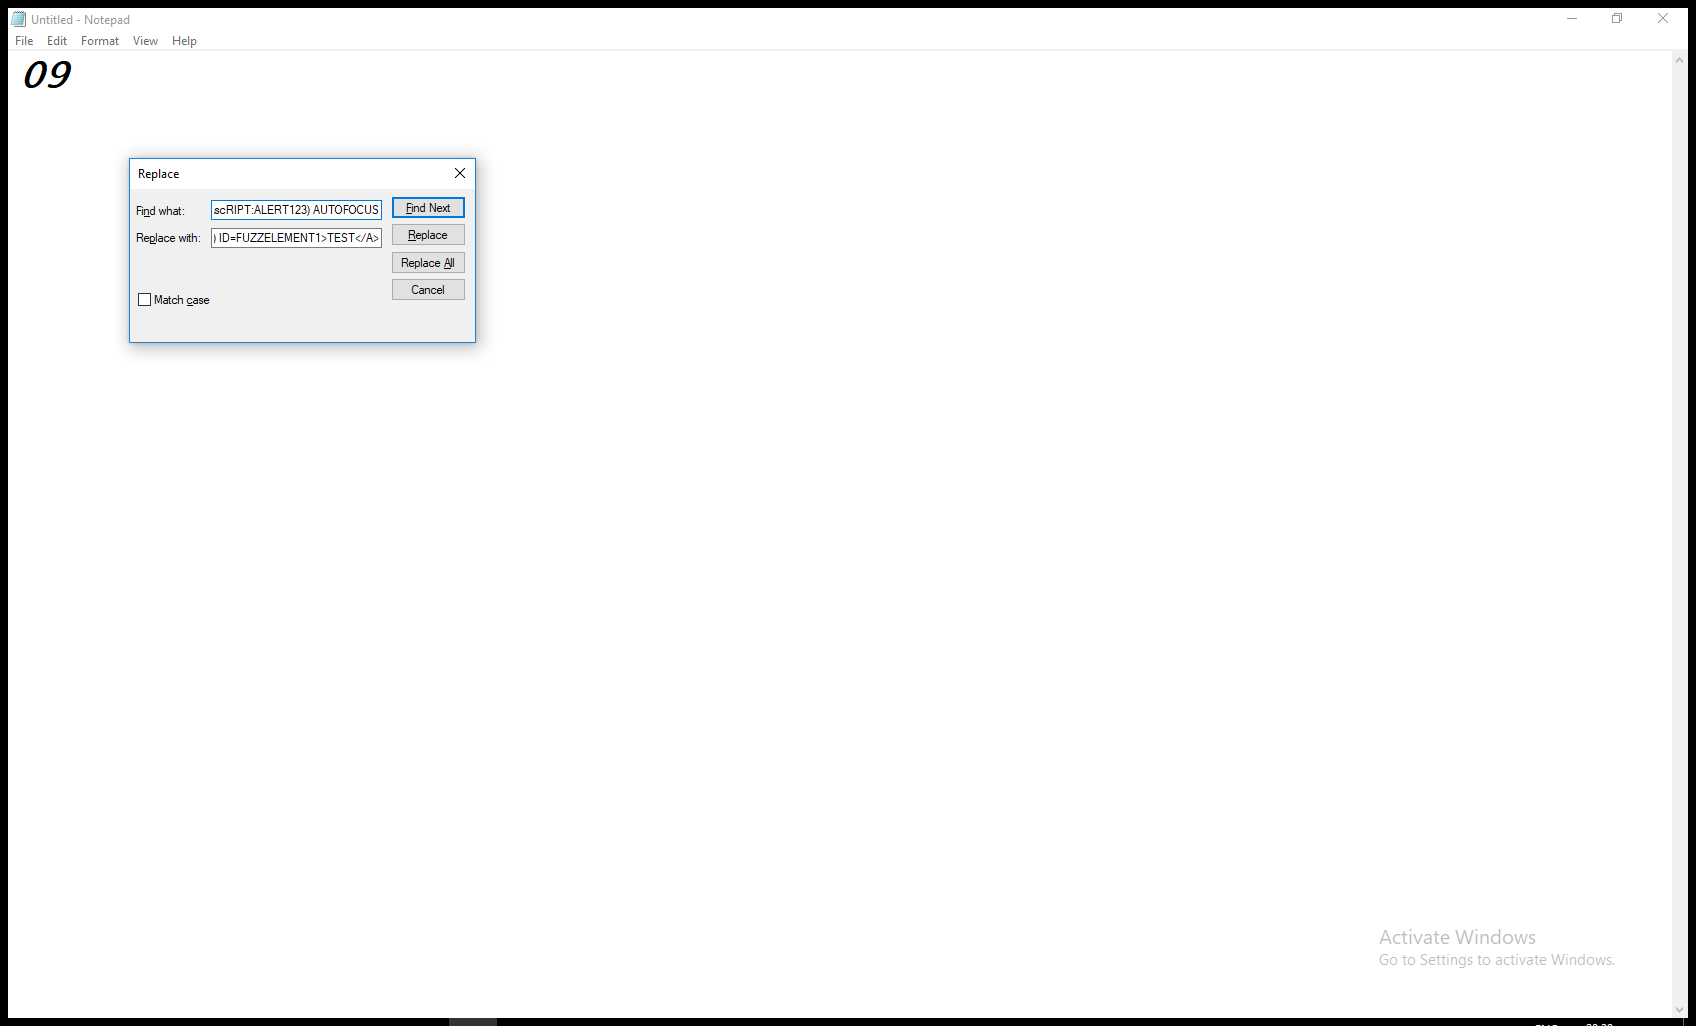 Untitled - Notepad
File Edit Format View Help
09
Replace
Find what: scRIPT:ALERT123) AUTOFOCUS Find Next
Replace with: ) ID=FUZZELEMENT1>TEST</A> Replace
Replace All
Cancel
Match case
Activate Windows
Go to Settings to activate Windows.